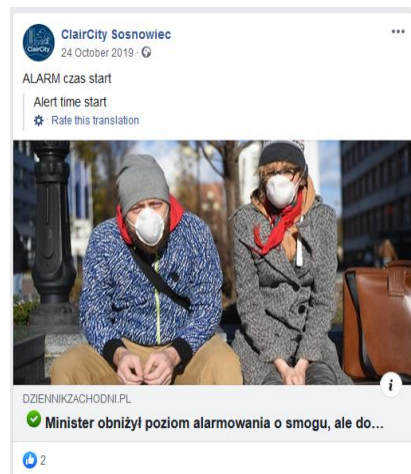 ClairCity Sosnowiec
24 October 2019
ALARM czas start
Alert time start
Rate this translation
DZIENNIKZACHODNI.PL
Minister obniżył poziom alarmowania o smogu, ale do…
2